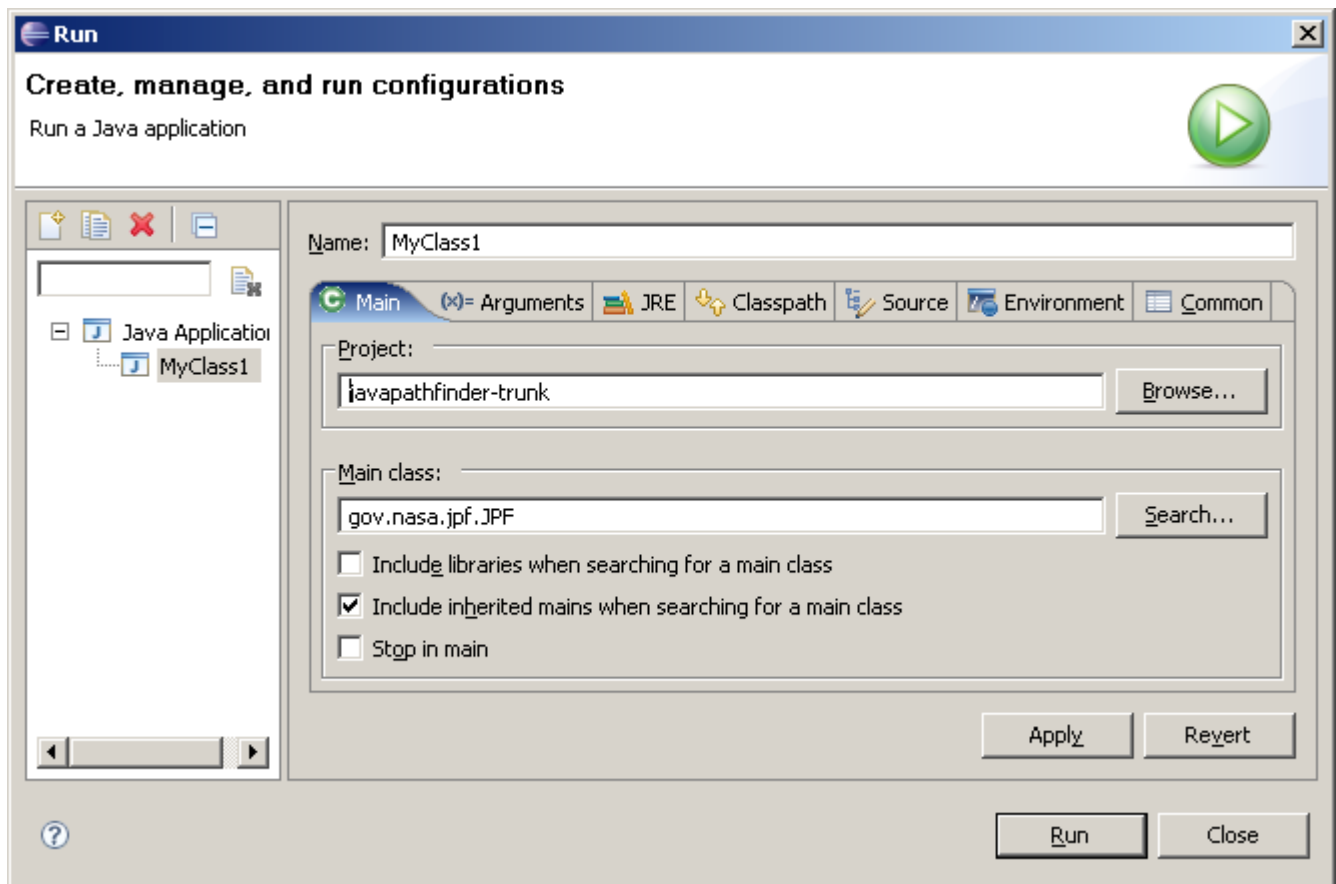 Run
Create, manage, and run configurations
Run a Java application
Name: MyClass1
Main (x)= Arguments JRE Classpath Source Environment Common
Java Application
MyClass1
Project:
javapathfinder-trunk Browse...
Main class:
gov.nasa.jpf.JPF Search...
Include libraries when searching for a main class
Include inherited mains when searching for a main class
Stop in main
Apply Revert
Run Close